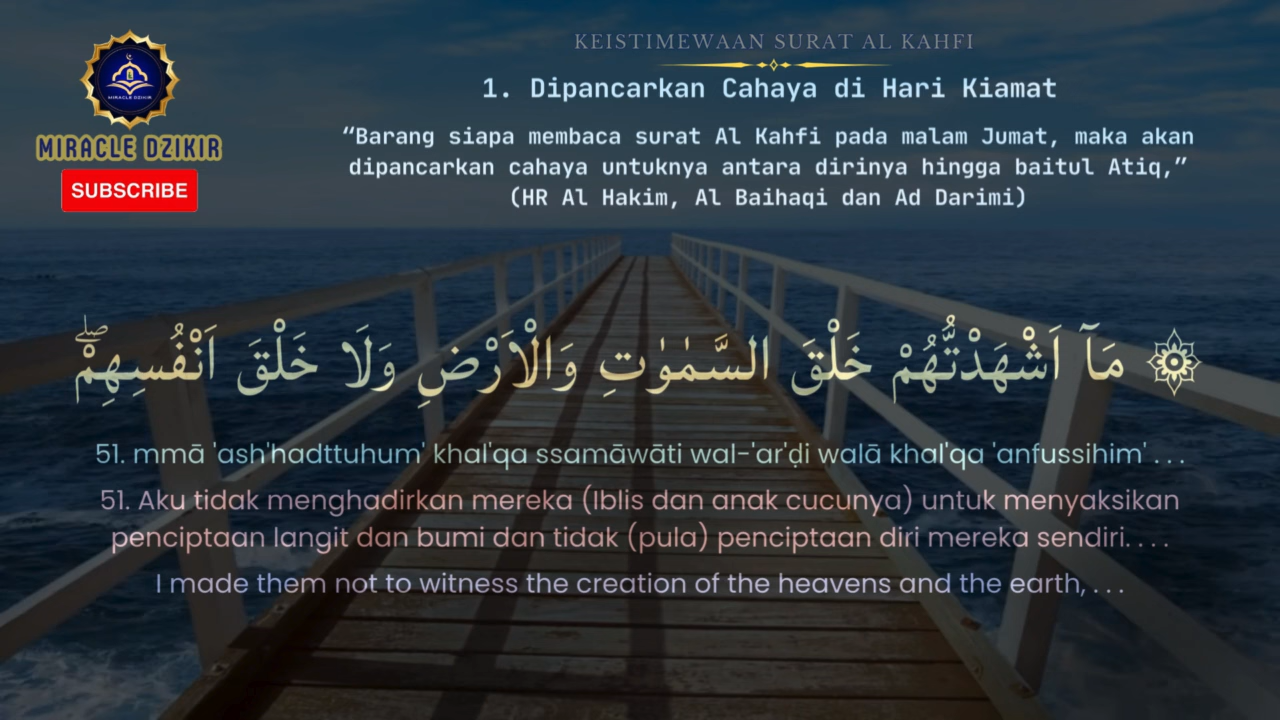 MIRACLE DZIKIR
MIRACLE DZIKIR
SUBSCRIBE
KEISTIMEWAAN SURAT AL KAHFI
1. Dipancarkan Cahaya di Hari Kiamat
“Barang siapa membaca surat Al Kahfi pada malam Jumat, maka akan
dipancarkan cahaya untuknya antara dirinya hingga baitul Atiq,”
(HR Al Hakim, Al Baihaqi dan Ad Darimi)
۞ مَآ اَشْهَدْتُّهُمْ خَلْقَ السَّمٰوٰتِ وَالْاَرْضِ وَلَا خَلْقَ اَنْفُسِهِمْۖ
51. mmā 'ash'hadttuhum' khal'qa ssamāwāti wal-'ar'ḍi walā khal'qa 'anfussihim' . . .
51. Aku tidak menghadirkan mereka (Iblis dan anak cucunya) untuk menyaksikan
penciptaan langit dan bumi dan tidak (pula) penciptaan diri mereka sendiri. . . .
I made them not to witness the creation of the heavens and the earth, . . .